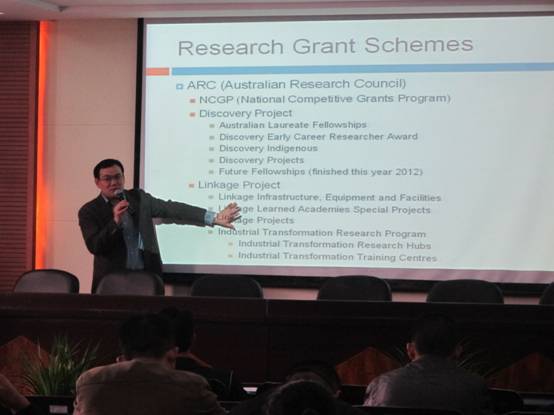 Research Grant Schemes
ARC (Australian Research Council)
NCGP (National Competitive Grants Program)
Discovery Project
Australian Laureate Fellowships
Discovery Early Career Researcher Award
Discovery Indigenous
Discovery Projects
Future Fellowships (finished this year 2012)
Linkage Project
Linkage Infrastructure, Equipment and Facilities
Linkage Learned Academies Special Projects
Linkage Projects
Industrial Transformation Research Program
Industrial Transformation Research Hubs
Industrial Transformation Training Centres